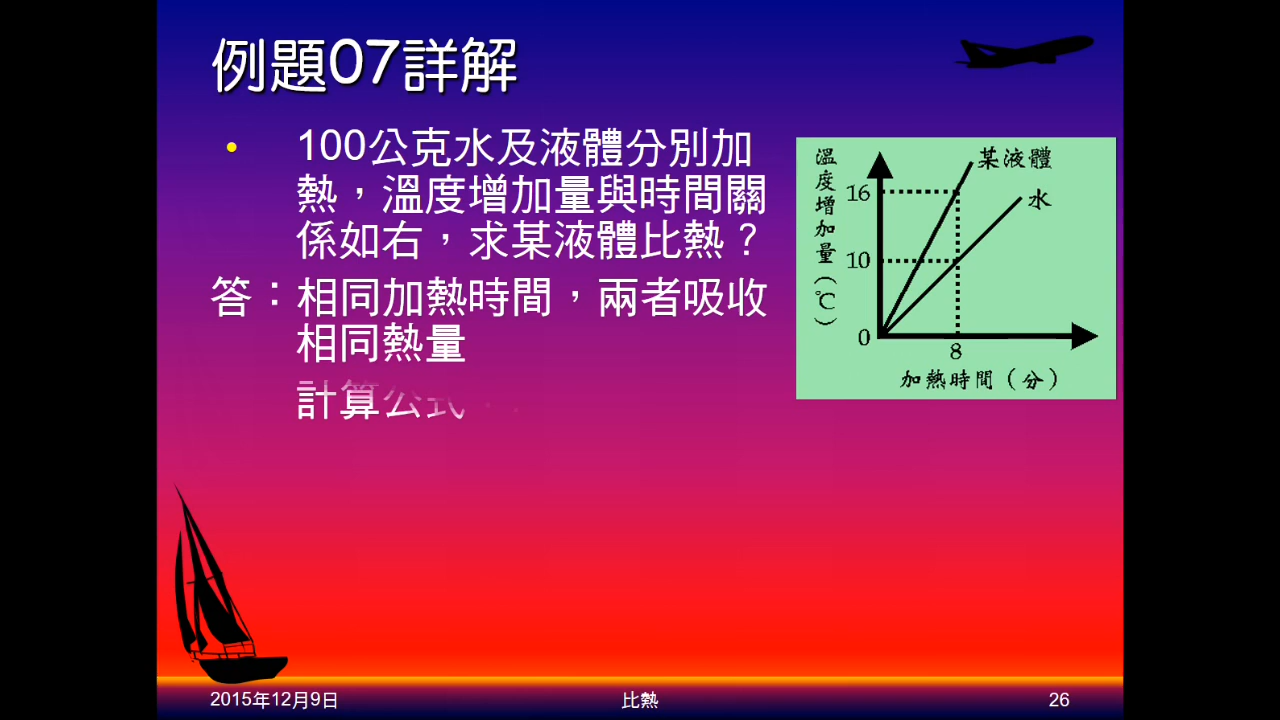 例題07詳解
• 100公克水及液體分別加
熱，溫度增加量與時間關
係如右，求某液體比熱？
答：相同加熱時間，兩者吸收
相同熱量
計算公式
溫度增加量(℃)
某液體
16
水
10
0
8
加熱時間(分)
2015年12月9日
比熱
26